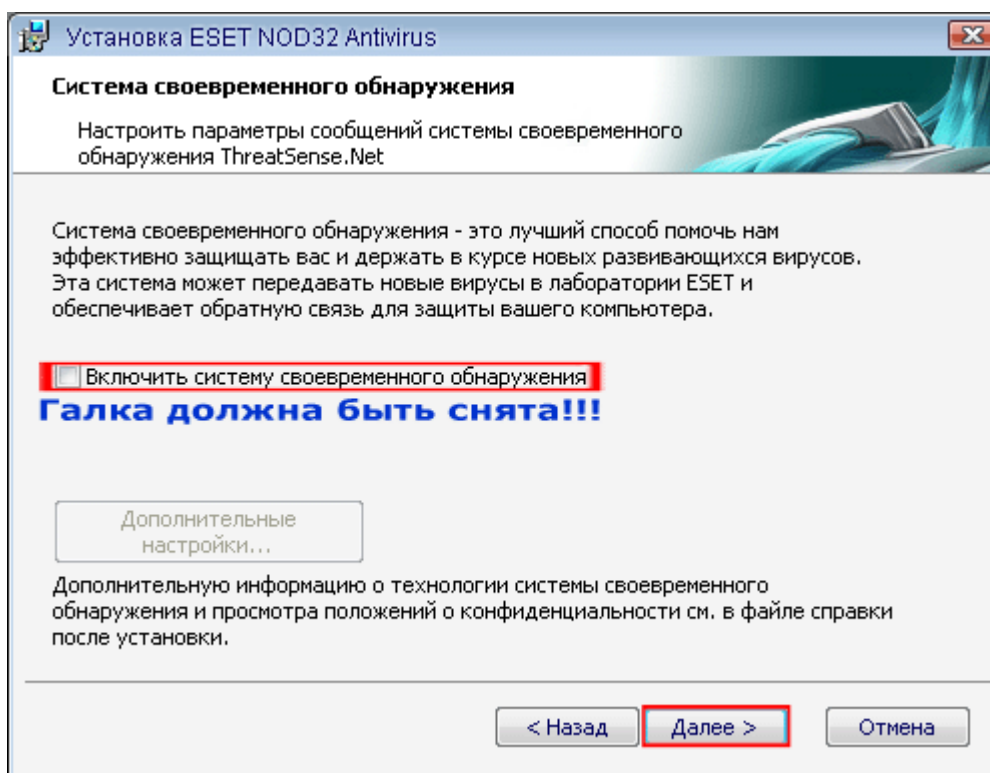 Установка ESET NOD32 Antivirus
Система своевременного обнаружения
Настроить параметры сообщений системы своевременного
обнаружения ThreatSense.Net
Система своевременного обнаружения - это лучший способ помочь нам
эффективно защищать вас и держать в курсе новых развивающихся вирусов.
Эта система может передавать новые вирусы в лаборатории ESET и
обеспечивает обратную связь для защиты вашего компьютера.
Включить систему своевременного обнаружения
Галка должна быть снята!!!
Дополнительные
настройки...
Дополнительную информацию о технологии системы своевременного
обнаружения и просмотра положений о конфиденциальности см. в файле справки
после установки.
< Назад
Далее >
Отмена